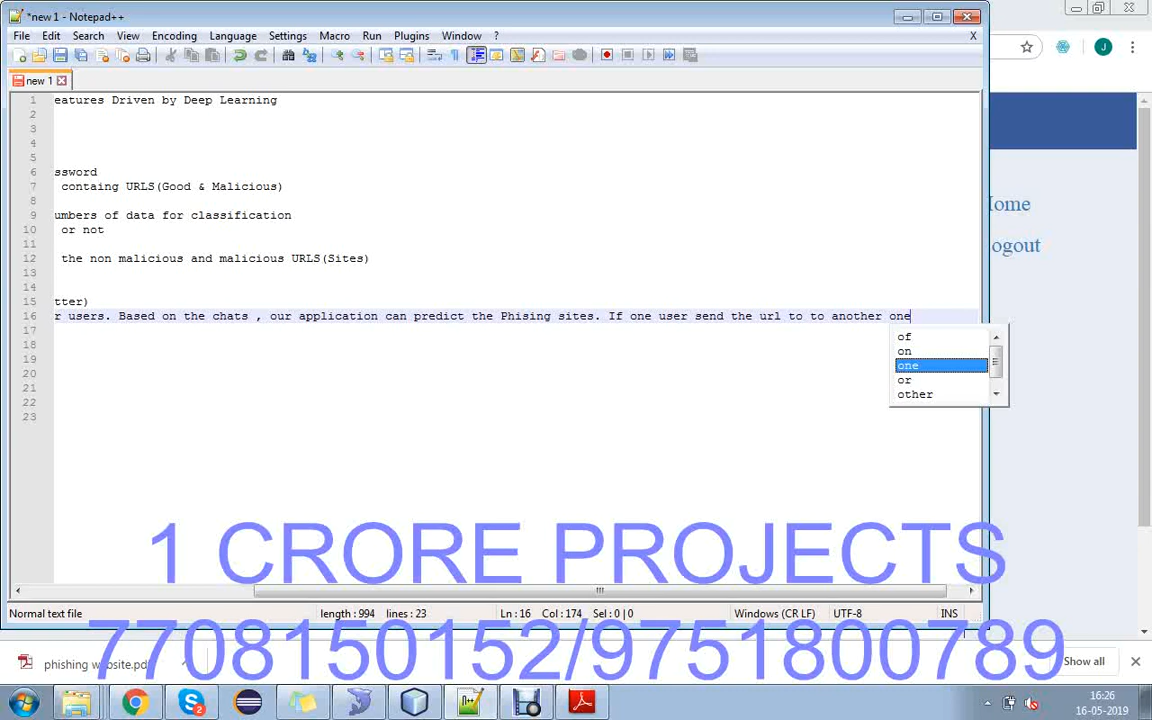 *new 1 - Notepad++
File Edit Search View Encoding Language Settings Macro Run Plugins Window ? X
new 1
1 eatures Driven by Deep Learning
2
3
4
5
6 ssword
7 containg URLS(Good & Malicious)
8
9 umbers of data for classification
10 or not
11
12 the non malicious and malicious URLS(Sites)
13
14
15 tter)
16 r users. Based on the chats , our application can predict the Phising sites. If one user send the url to to another one
17
18
19
20
21
22
23
of
on
one
or
other
J
Home
ogout
1 CRORE PROJECTS
7708150152/9751800789
Normal text file length : 994 lines : 23 Ln : 16 Col : 174 Sel : 0 | 0 Windows (CR LF) UTF-8 INS
phishing website.pdf
Show all
16:26
16-05-2019